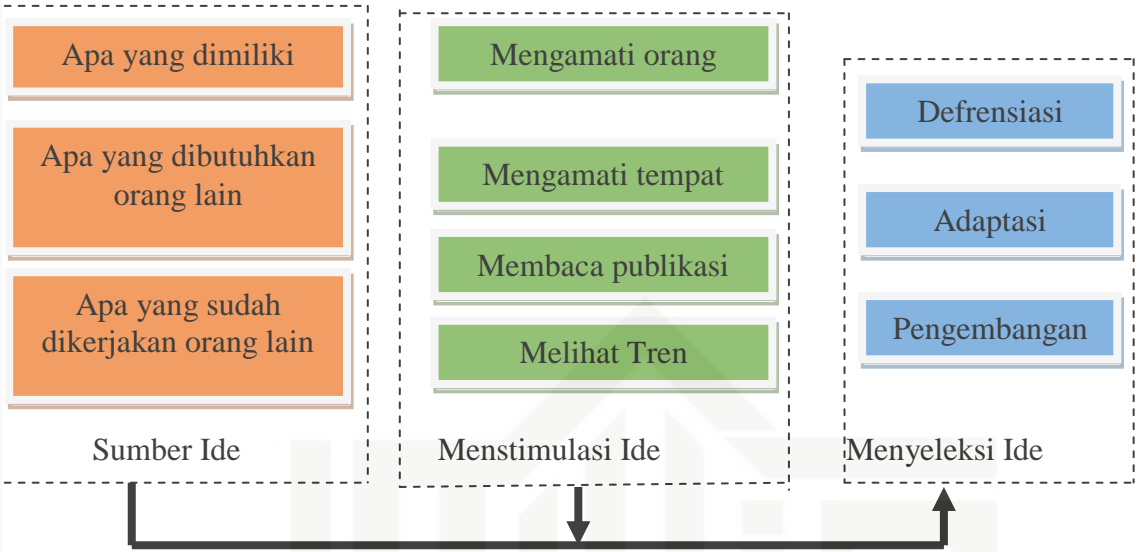 Apa yang dimiliki
Apa yang dibutuhkan
orang lain
Apa yang sudah
dikerjakan orang lain
Sumber Ide
Mengamati orang
Mengamati tempat
Membaca publikasi
Melihat Tren
Menstimulasi Ide
Defrensiasi
Adaptasi
Pengembangan
Menyeleksi Ide